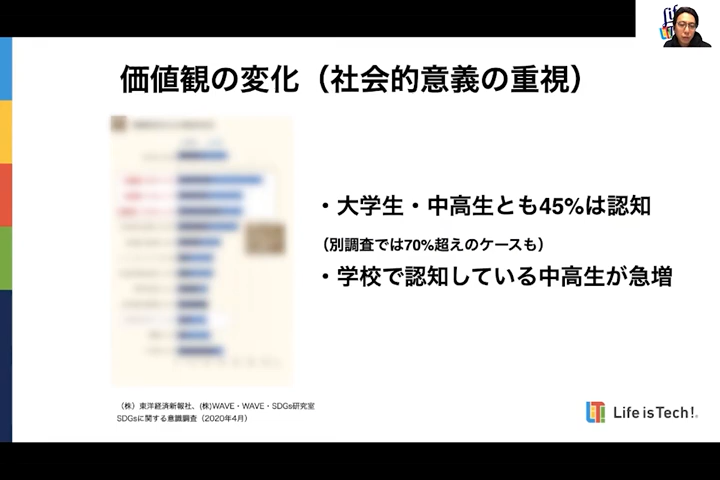 価値観の変化（社会的意義の重視）
・大学生・中高生とも45%は認知
（別調査では70%超えのケースも）
・学校で認知している中高生が急増
（株）東洋経済新報社、(株)WAVE・WAVE・SDGs研究室
SDGsに関する意識調査（2020年4月）
Life is Tech!